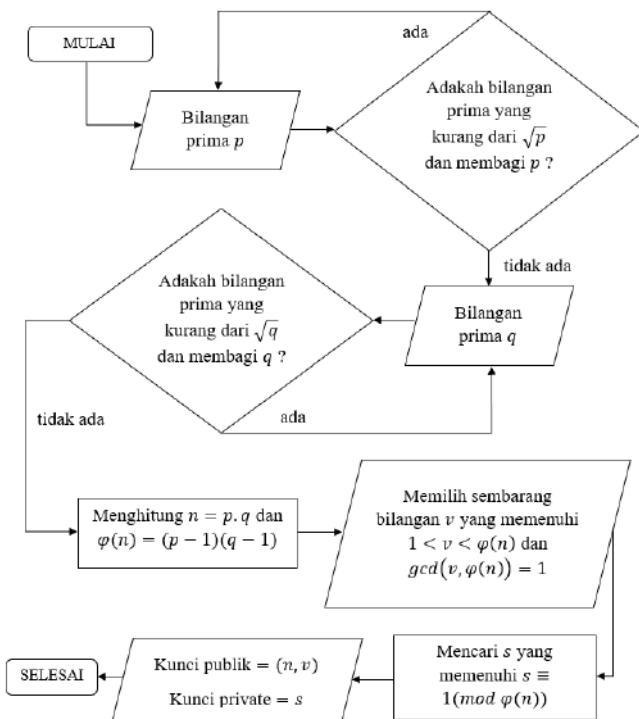 MULAI
ada
Bilangan
prima p
Adakah bilangan
prima yang
kurang dari √p
dan membagi p ?
tidak ada
Bilangan
prima q
Adakah bilangan
prima yang
kurang dari √q
dan membagi q ?
ada
tidak ada
Menghitung n = p. q dan
φ(n) = (p − 1)(q − 1)
Memilih sembarang
bilangan v yang memenuhi
1 < v < φ(n) dan
gcd(v, φ(n)) = 1
Mencari s yang
memenuhi s ≡
1(mod φ(n))
Kunci publik = (n, v)
Kunci private = s
SELESAI